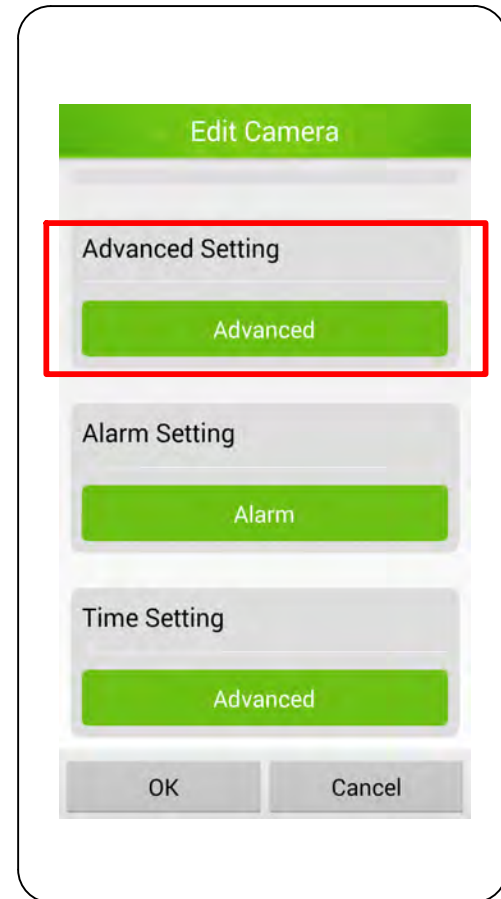 Edit Camera
Advanced Setting
Advanced
Alarm Setting
Alarm
Time Setting
Advanced
OK Cancel